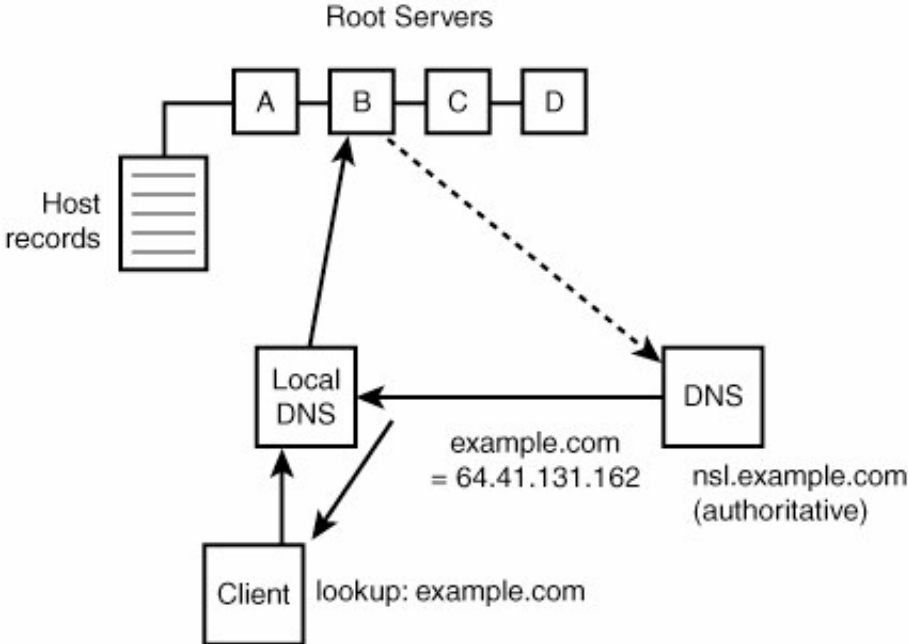 Root Servers
A
B
C
D
Host
records
Local
DNS
DNS
example.com
= 64.41.131.162
nsl.example.com
(authoritative)
Client
lookup: example.com